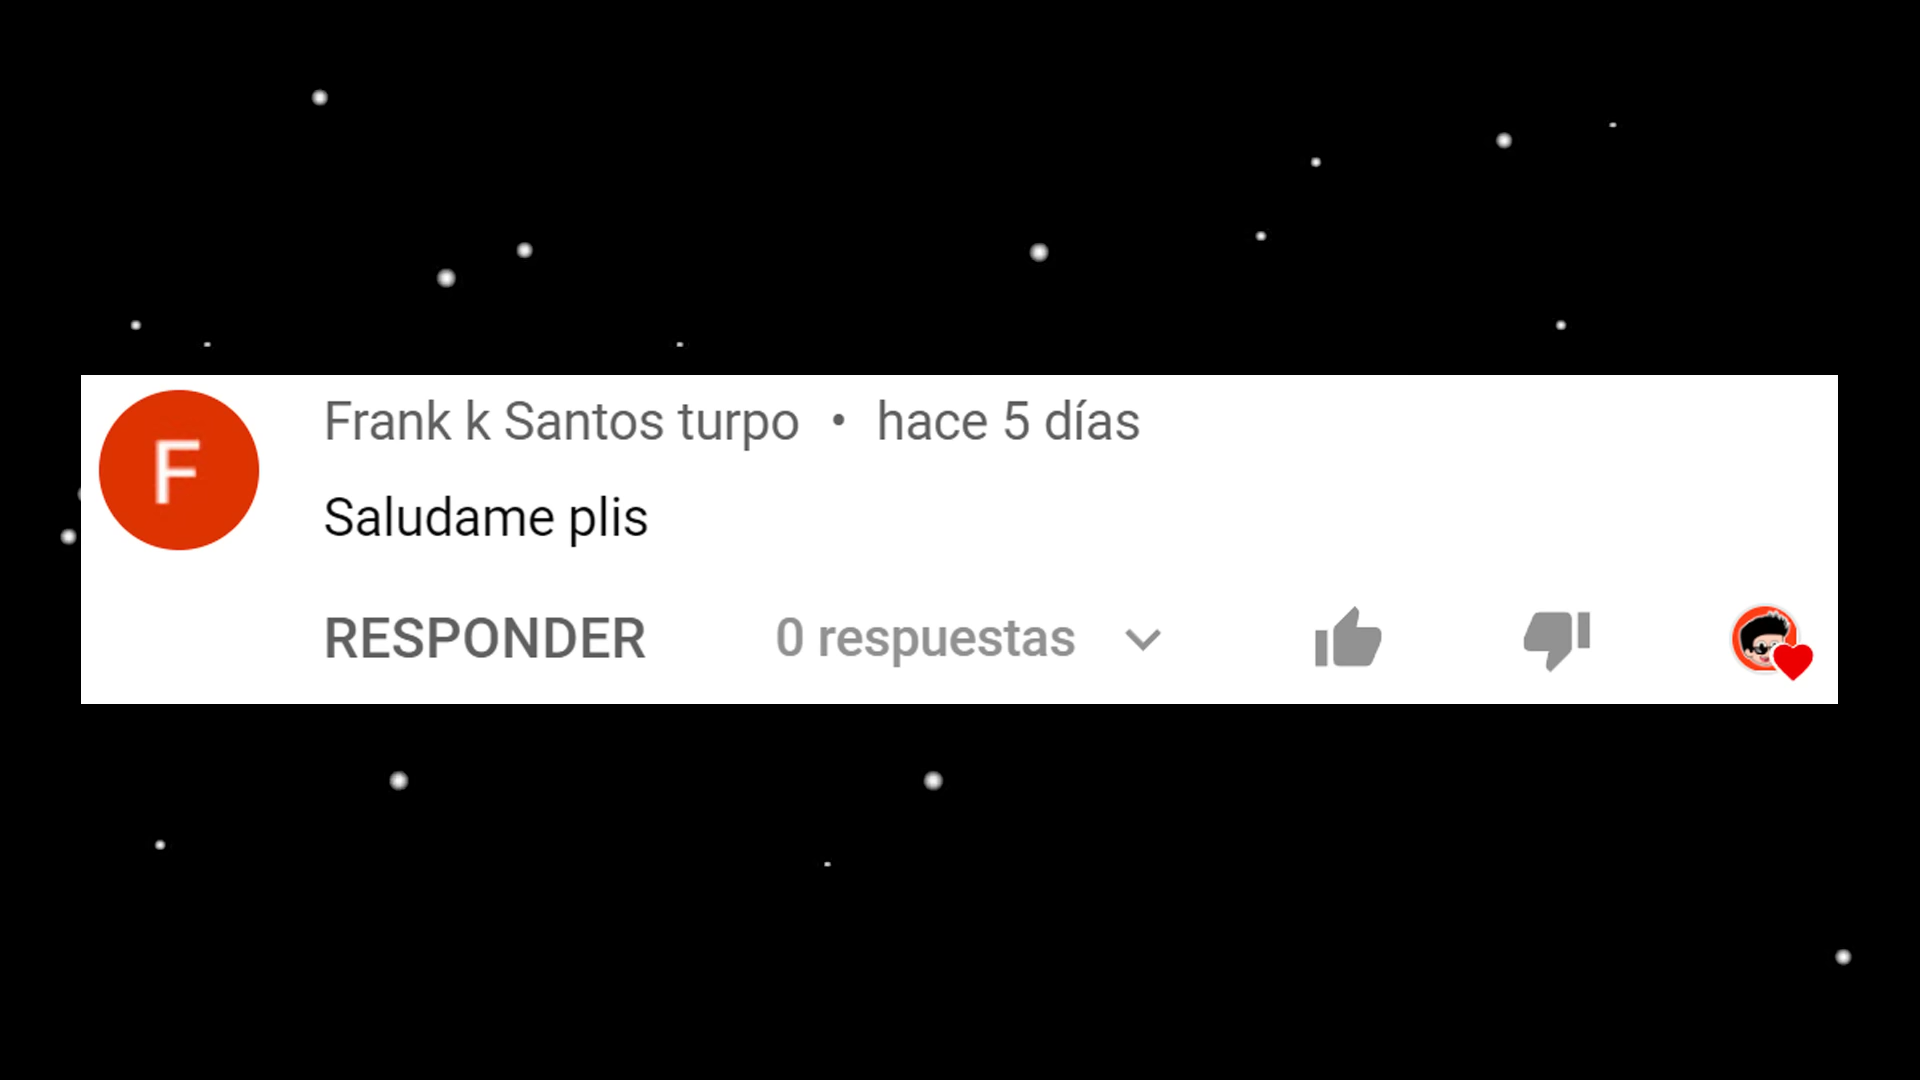 F
Frank k Santos turpo • hace 5 días
Saludame plis
RESPONDER 0 respuestas